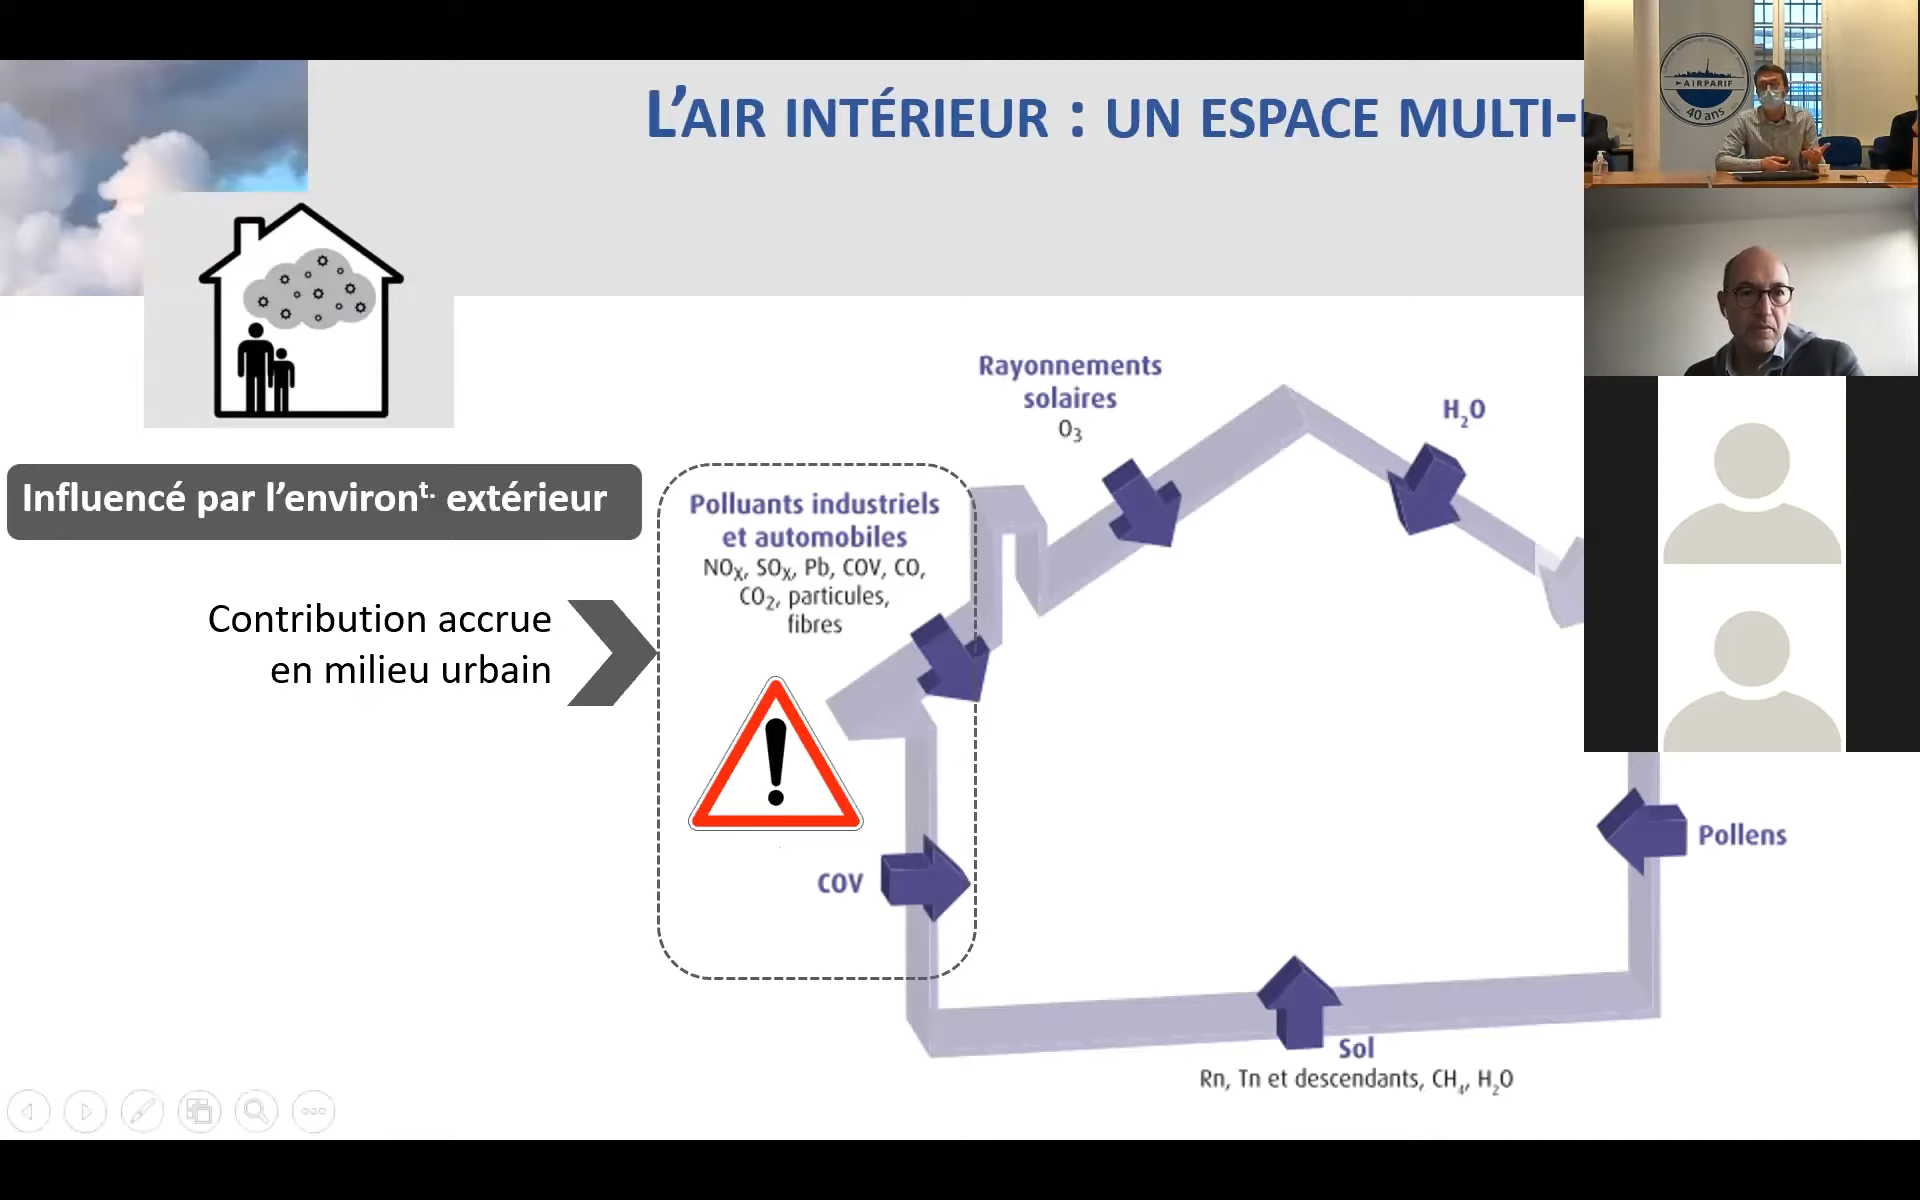 L’AIR INTÉRIEUR : UN ESPACE MULTI-
AIRPARIF
40 ans
Rayonnements
solaires
O₃
H₂O
Influencé par l’environᵗ· extérieur
Polluants industriels
et automobiles
NOₓ, SOₓ, Pb, COV, CO,
CO₂, particules,
fibres
Contribution accrue
en milieu urbain
COV
Pollens
Sol
Rn, Tn et descendants, CH₄, H₂O